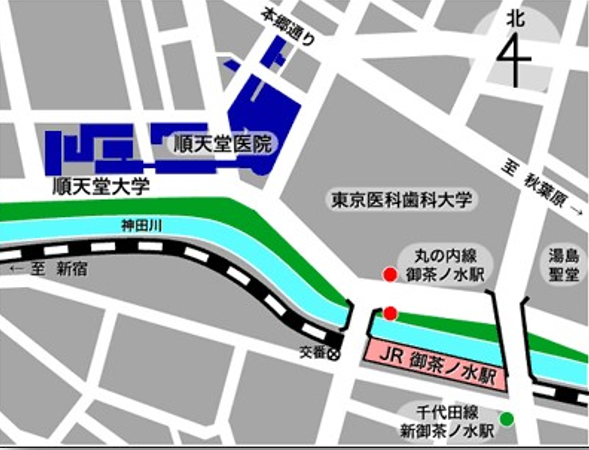 本郷通り
北
順天堂医院
順天堂大学
至 秋葉原 →
東京医科歯科大学
神田川
← 至 新宿
丸の内線
御茶ノ水駅
湯島
聖堂
交番
JR 御茶ノ水駅
千代田線
新御茶ノ水駅